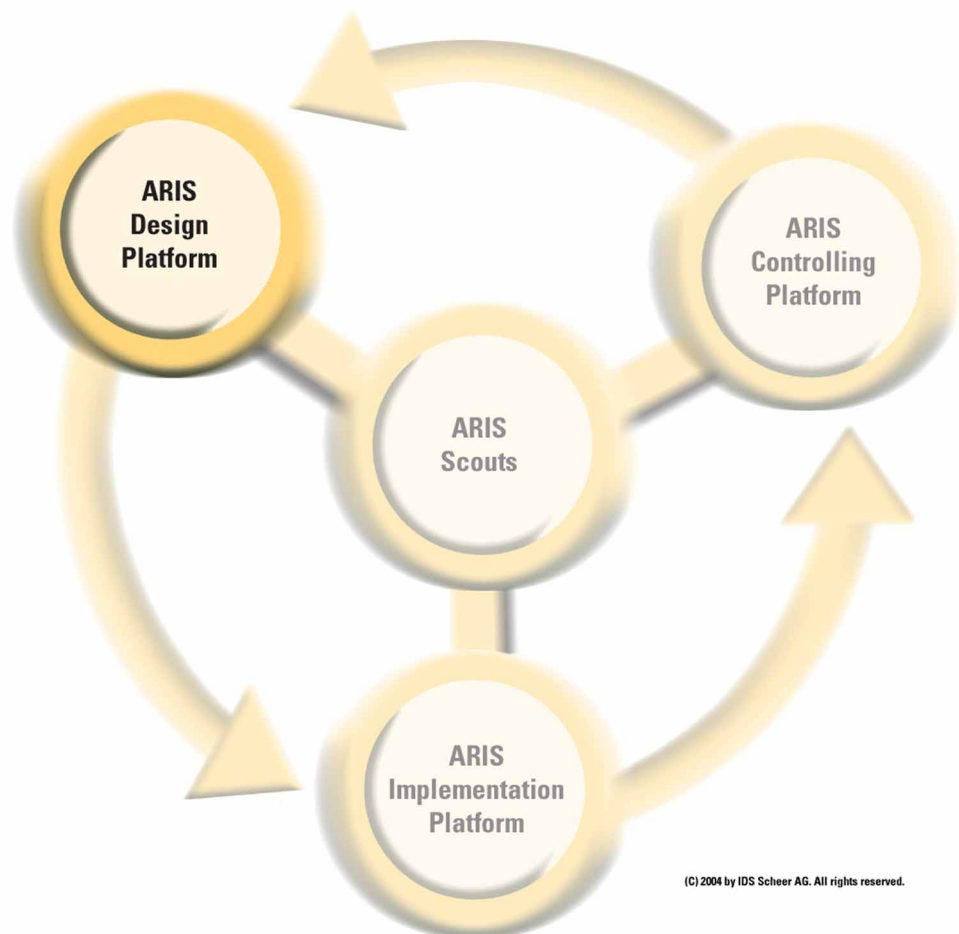 ARIS
Design
Platform
ARIS
Controlling
Platform
ARIS
Scouts
ARIS
Implementation
Platform
(C) 2004 by IDS Scheer AG. All rights reserved.